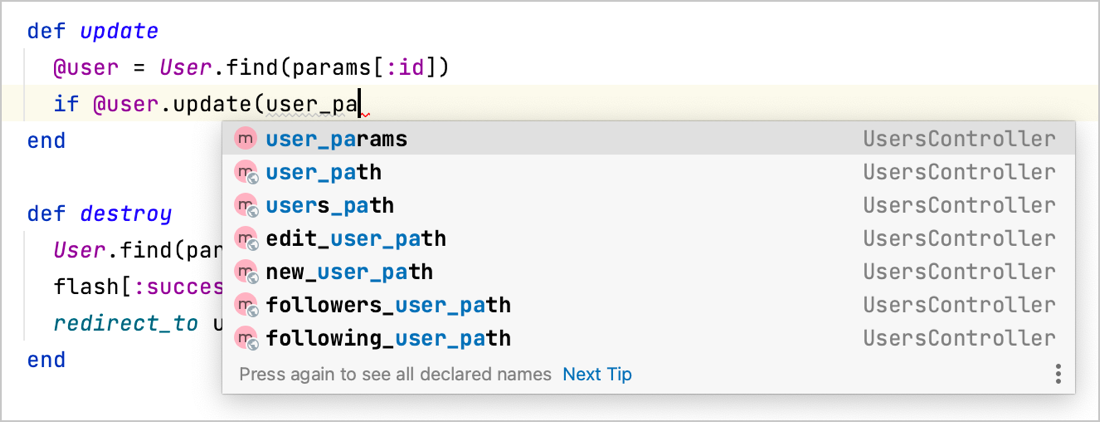 def update
@user = User.find(params[:id])
if @user.update(user_pa
end
user_params UsersController
user_path UsersController
users_path UsersController
edit_user_path UsersController
new_user_path UsersController
followers_user_path UsersController
following_user_path UsersController
Press again to see all declared names Next Tip
def destroy
User.find(par
flash[:succes
redirect_to u
end